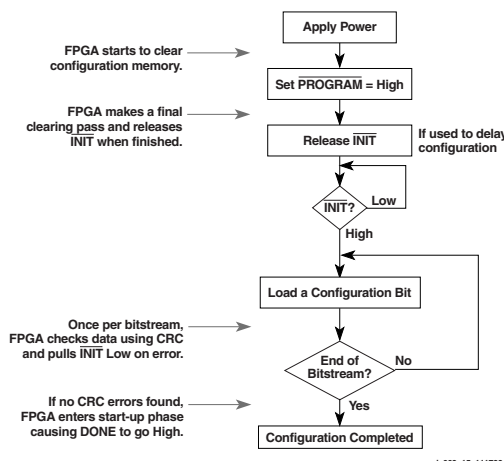 Apply Power
FPGA starts to clear
configuration memory.
Set PROGRAM = High
FPGA makes a final
clearing pass and releases
INIT when finished.
Release INIT
If used to delay
configuration
INIT?
Low
High
Load a Configuration Bit
Once per bitstream,
FPGA checks data using CRC
and pulls INIT Low on error.
End of
Bitstream?
No
Yes
If no CRC errors found,
FPGA enters start-up phase
causing DONE to go High.
Configuration Completed